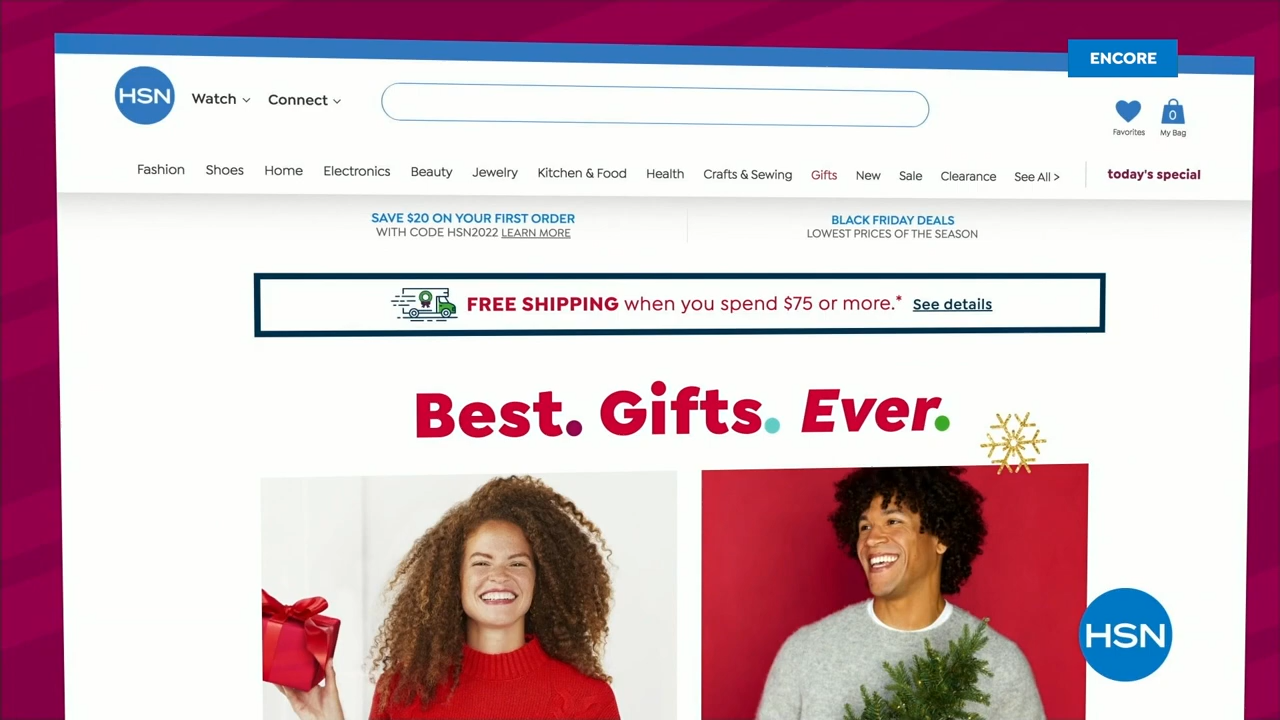 ENCORE
HSN
Watch
Connect
Favorites
0
My Bag
Fashion
Shoes
Home
Electronics
Beauty
Jewelry
Kitchen & Food
Health
Crafts & Sewing
Gifts
New
Sale
Clearance
See All >
today's special
SAVE $20 ON YOUR FIRST ORDER
WITH CODE HSN2022 LEARN MORE
BLACK FRIDAY DEALS
LOWEST PRICES OF THE SEASON
FREE SHIPPING when you spend $75 or more.* See details
Best. Gifts. Ever.
HSN